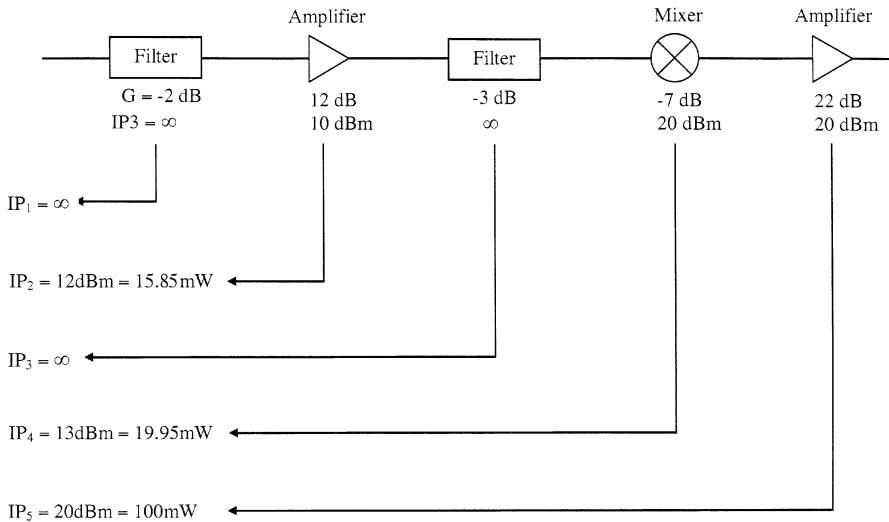 Amplifier Mixer Amplifier
Filter Filter
G = -2 dB 12 dB -3 dB -7 dB 22 dB
IP3 = ∞ 10 dBm ∞ 20 dBm 20 dBm
IP₁ = ∞
IP₂ = 12dBm = 15.85mW
IP₃ = ∞
IP₄ = 13dBm = 19.95mW
IP₅ = 20dBm = 100mW